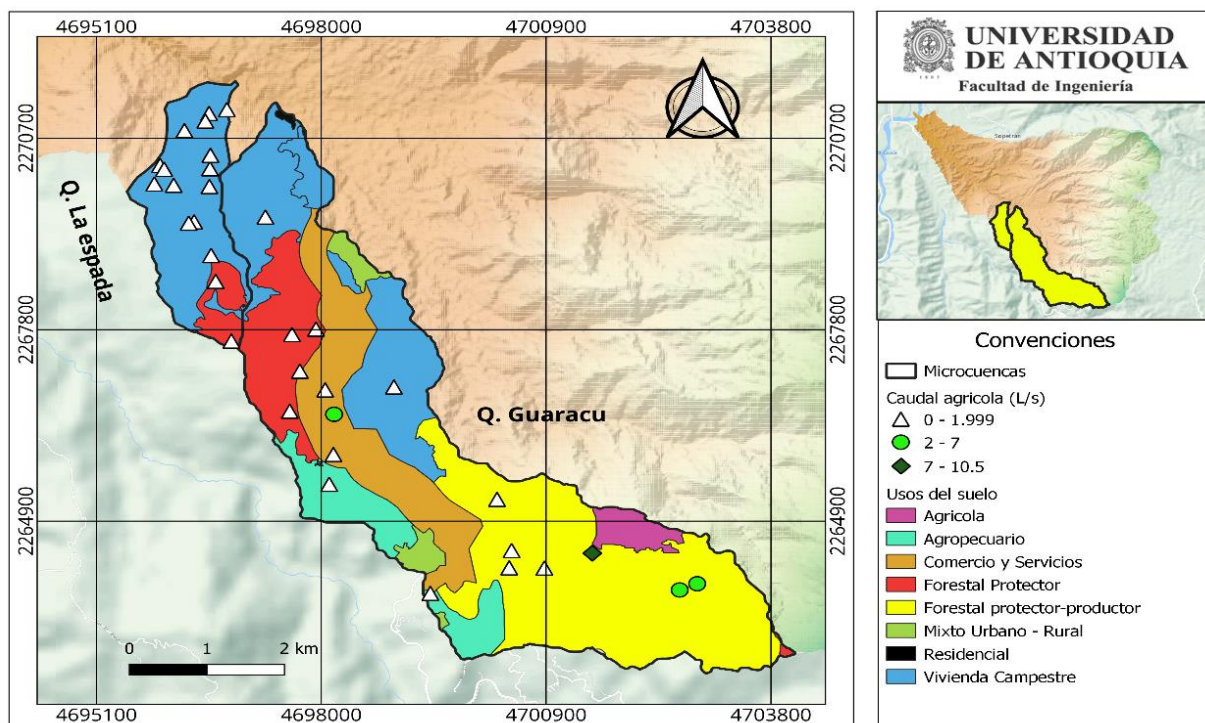 4695100 4698000 4700900 4703800
2270700 2270700
Q. La espada
2267800 2267800
Q. Guaracu
2264900 2264900
0 1 2 km
4695100 4698000 4700900 4703800
UNIVERSIDAD
DE ANTIOQUIA
1803
Facultad de Ingeniería
Sopetrán
Convenciones
Microcuencas
Caudal agricola (L/s)
0 - 1.999
2 - 7
7 - 10.5
Usos del suelo
Agricola
Agropecuario
Comercio y Servicios
Forestal Protector
Forestal protector-productor
Mixto Urbano - Rural
Residencial
Vivienda Campestre